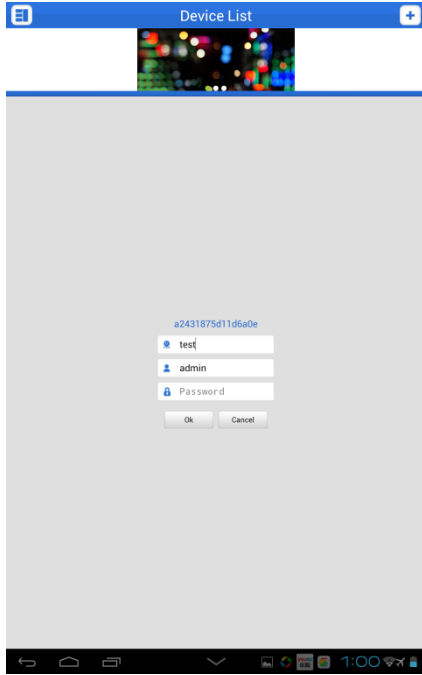 Device List
a2431875d11d6a0e
test
admin
Password
Ok Cancel
1:00